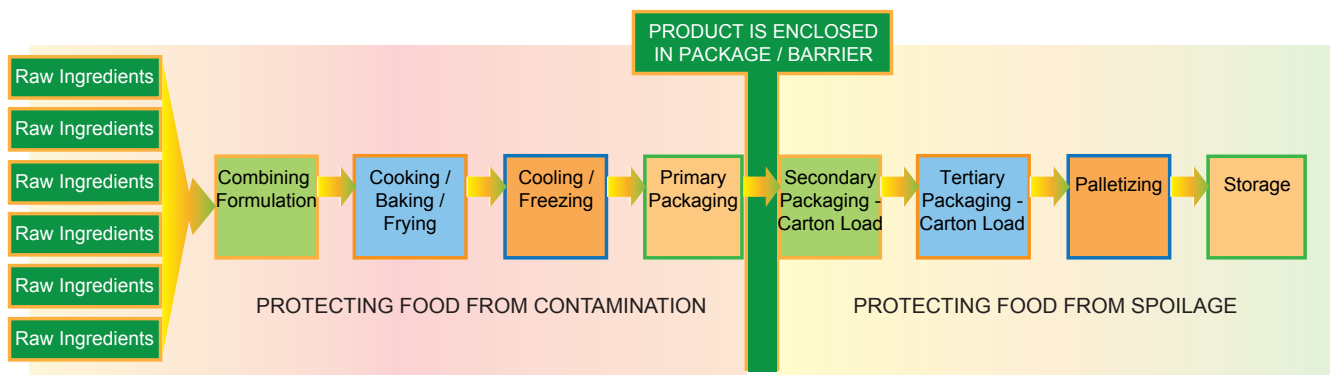 PRODUCT IS ENCLOSED
IN PACKAGE / BARRIER
Raw Ingredients
Raw Ingredients
Raw Ingredients
Raw Ingredients
Raw Ingredients
Raw Ingredients
Combining
Formulation
Cooking /
Baking /
Frying
Cooling /
Freezing
Primary
Packaging
Secondary
Packaging -
Carton Load
Tertiary
Packaging -
Carton Load
Palletizing
Storage
PROTECTING FOOD FROM CONTAMINATION
PROTECTING FOOD FROM SPOILAGE